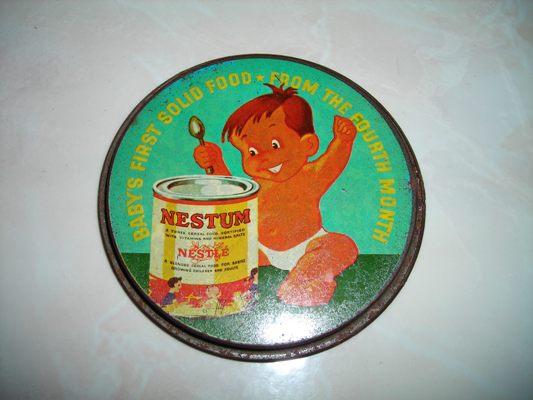 BABY'S FIRST SOLID FOOD ★ FROM THE FOURTH MONTH
NESTUM
A THREE CEREAL FOOD FORTIFIED
WITH VITAMINS AND MINERAL SALTS
NESTLÉ
A BLENDED CEREAL FOOD FOR BABIES
GROWING CHILDREN AND ADULTS